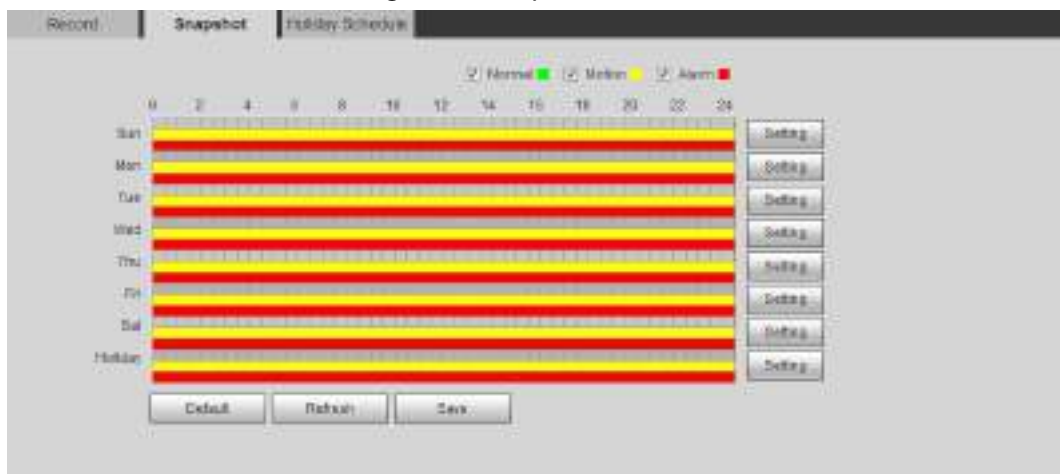 Record Snapshot Holiday Schedule
Normal Motion Alarm
0 2 4 6 8 10 12 14 16 18 20 22 24
Sun Setting
Mon Setting
Tue Setting
Wed Setting
Thu Setting
Fri Setting
Sat Setting
Holiday Setting
Default Refresh Save